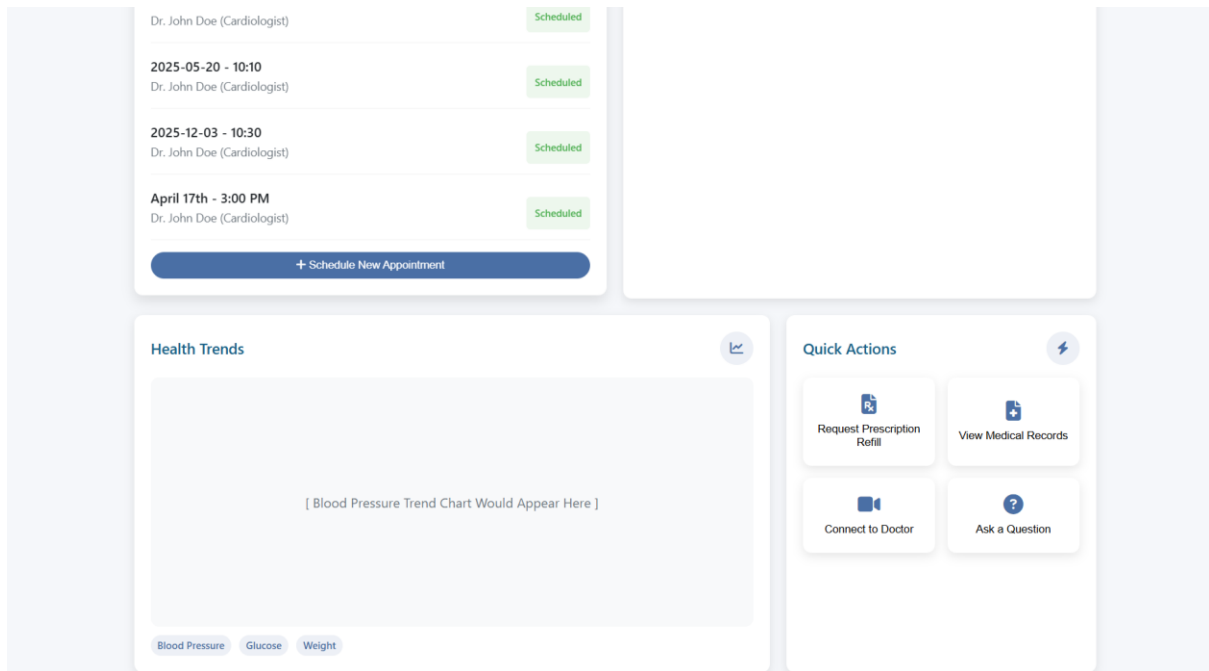 Dr. John Doe (Cardiologist)
Scheduled
2025-05-20 - 10:10
Dr. John Doe (Cardiologist)
Scheduled
2025-12-03 - 10:30
Dr. John Doe (Cardiologist)
Scheduled
April 17th - 3:00 PM
Dr. John Doe (Cardiologist)
Scheduled
+ Schedule New Appointment
Health Trends
[ Blood Pressure Trend Chart Would Appear Here ]
Blood Pressure
Glucose
Weight
Quick Actions
Request Prescription
Refill
View Medical Records
Connect to Doctor
Ask a Question